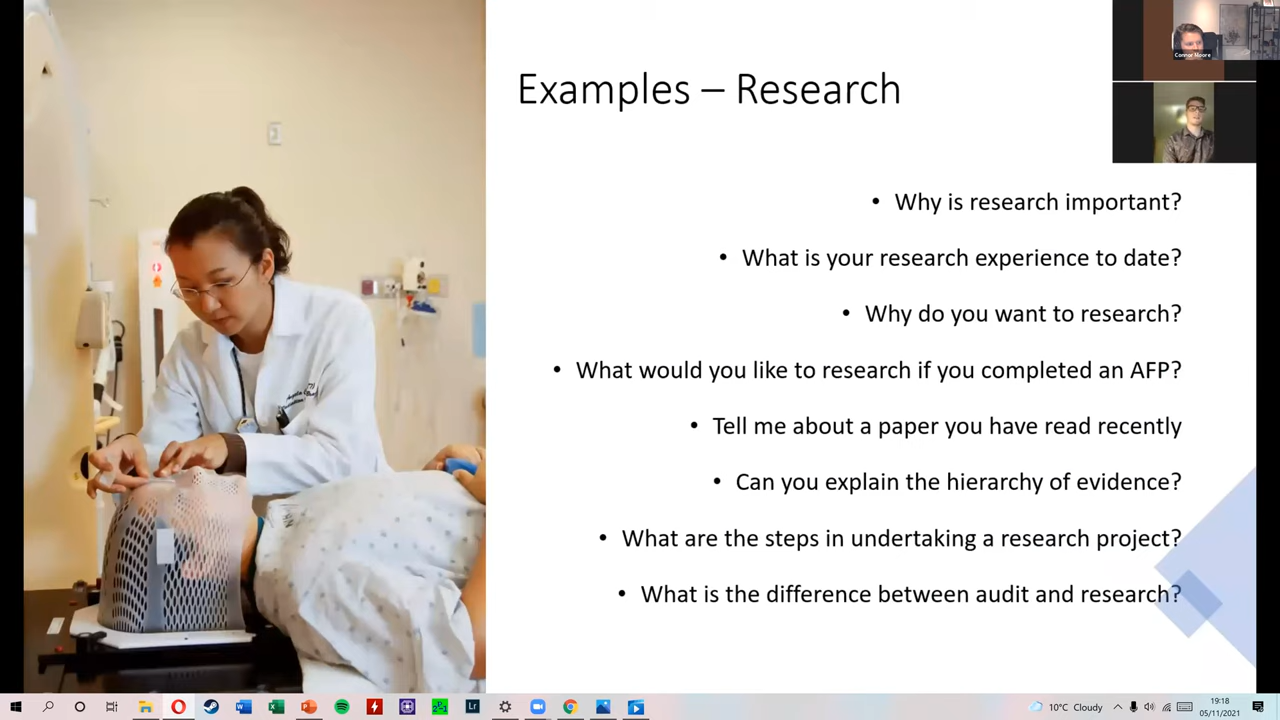 Examples – Research
Connor Moore
• Why is research important?
• What is your research experience to date?
• Why do you want to research?
• What would you like to research if you completed an AFP?
• Tell me about a paper you have read recently
• Can you explain the hierarchy of evidence?
• What are the steps in undertaking a research project?
• What is the difference between audit and research?
10°C Cloudy
19:18
05/11/2021